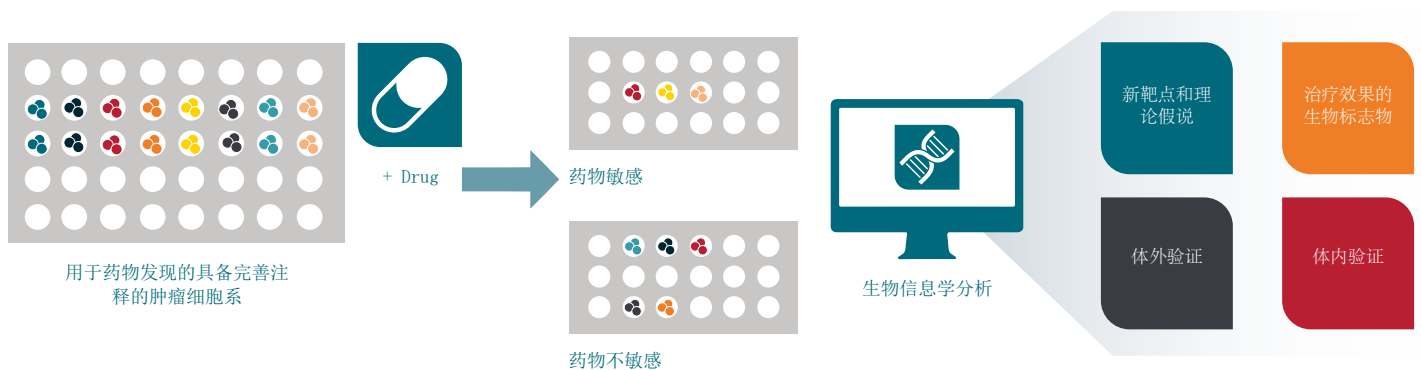 用于药物发现的具备完善注
释的肿瘤细胞系
+ Drug
药物敏感
药物不敏感
生物信息学分析
新靶点和理
论假说
治疗效果的
生物标志物
体外验证
体内验证